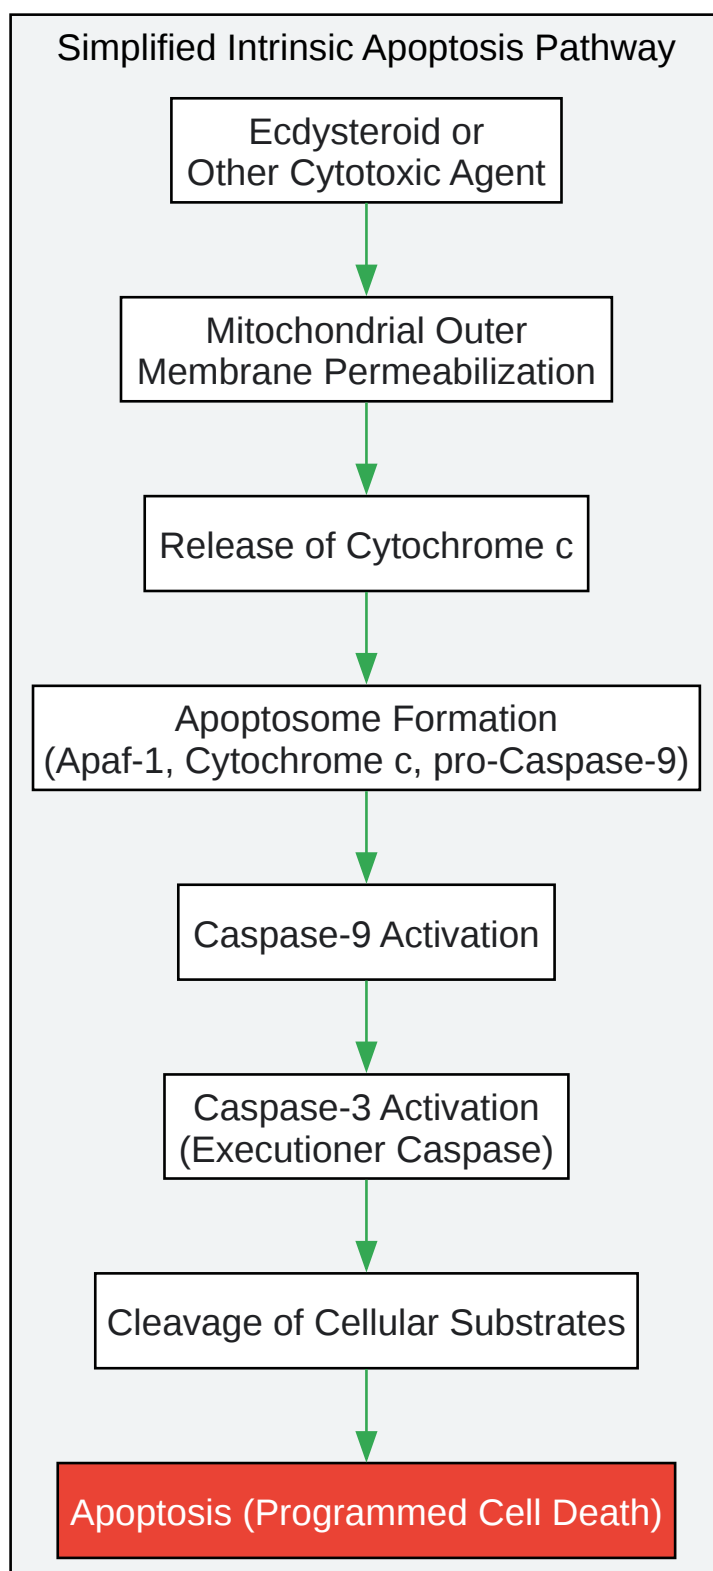 Simplified Intrinsic Apoptosis Pathway
Ecdysteroid or
Other Cytotoxic Agent
Mitochondrial Outer
Membrane Permeabilization
Release of Cytochrome c
Apoptosome Formation
(Apaf-1, Cytochrome c, pro-Caspase-9)
Caspase-9 Activation
Caspase-3 Activation
(Executioner Caspase)
Cleavage of Cellular Substrates
Apoptosis (Programmed Cell Death)